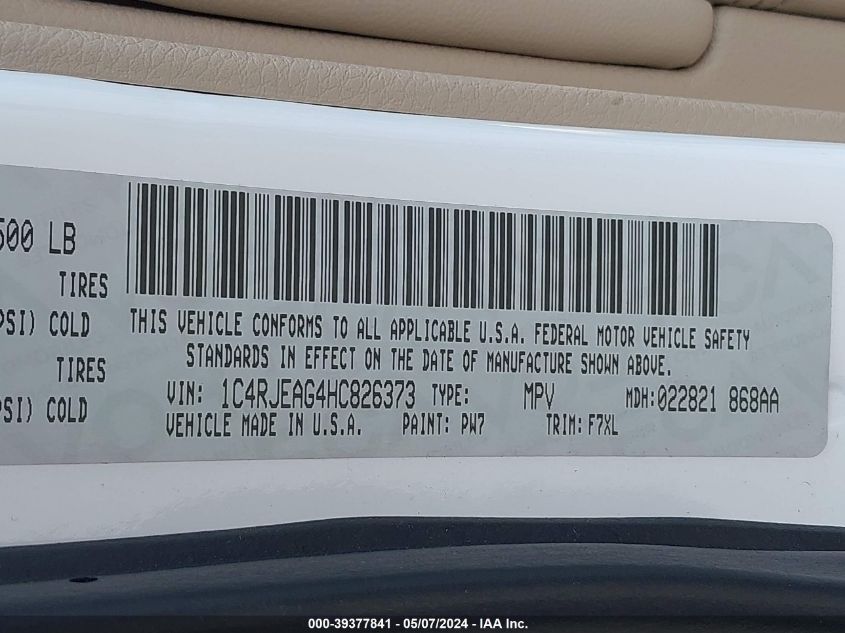 500 LB
TIRES
PSI) COLD
TIRES
PSI) COLD
THIS VEHICLE CONFORMS TO ALL APPLICABLE U.S.A. FEDERAL MOTOR VEHICLE SAFETY
STANDARDS IN EFFECT ON THE DATE OF MANUFACTURE SHOWN ABOVE.
VIN: 1C4RJEAG4HC826373 TYPE: MPV MDH:022821 868AA
VEHICLE MADE IN U.S.A. PAINT: PW7 TRIM: F7XL
000-39377841 - 05/07/2024 - IAA Inc.